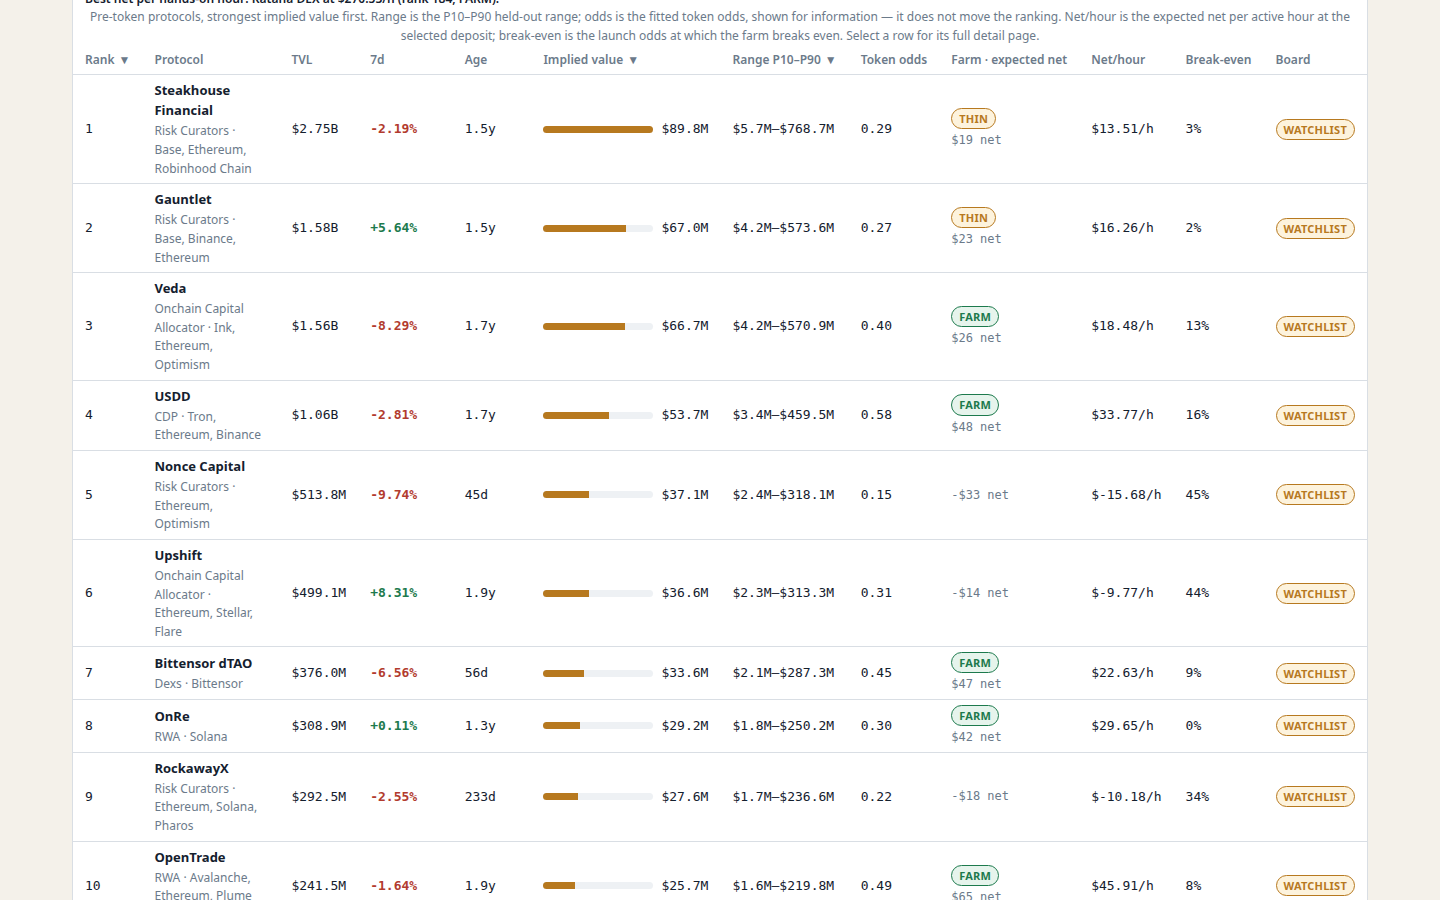 Best net per hands-on hour: Katana DEX at $270.35/h (rank 184, FARM).
Pre-token protocols, strongest implied value first. Range is the P10–P90 held-out range; odds is the fitted token odds, shown for information — it does not move the ranking. Net/hour is the expected net per active hour at the
selected deposit; break-even is the launch odds at which the farm breaks even. Select a row for its full detail page.
Rank ▼ Protocol TVL 7d Age Implied value ▼ Range P10–P90 ▼ Token odds Farm · expected net Net/hour Break-even Board
Steakhouse
Financial
Risk Curators ·
Base, Ethereum,
Robinhood Chain
1 $2.75B -2.19% 1.5y $89.8M $5.7M–$768.7M 0.29 THIN $13.51/h 3% WATCHLIST
$19 net
Gauntlet
Risk Curators ·
Base, Binance,
Ethereum
2 $1.58B +5.64% 1.5y $67.0M $4.2M–$573.6M 0.27 THIN $16.26/h 2% WATCHLIST
$23 net
Veda
Onchain Capital
Allocator · Ink,
Ethereum,
Optimism
3 $1.56B -8.29% 1.7y $66.7M $4.2M–$570.9M 0.40 FARM $18.48/h 13% WATCHLIST
$26 net
USDD
CDP · Tron,
Ethereum, Binance
4 $1.06B -2.81% 1.7y $53.7M $3.4M–$459.5M 0.58 FARM $33.77/h 16% WATCHLIST
$48 net
Nonce Capital
Risk Curators ·
Ethereum,
Optimism
5 $513.8M -9.74% 45d $37.1M $2.4M–$318.1M 0.15 -$33 net $-15.68/h 45% WATCHLIST
Upshift
Onchain Capital
Allocator ·
Ethereum, Stellar,
Flare
6 $499.1M +8.31% 1.9y $36.6M $2.3M–$313.3M 0.31 -$14 net $-9.77/h 44% WATCHLIST
Bittensor dTAO
Dexs · Bittensor
7 $376.0M -6.56% 56d $33.6M $2.1M–$287.3M 0.45 FARM $22.63/h 9% WATCHLIST
$47 net
OnRe
RWA · Solana
8 $308.9M +0.11% 1.3y $29.2M $1.8M–$250.2M 0.30 FARM $29.65/h 0% WATCHLIST
$42 net
RockawayX
Risk Curators ·
Ethereum, Solana,
Pharos
9 $292.5M -2.55% 233d $27.6M $1.7M–$236.6M 0.22 -$18 net $-10.18/h 34% WATCHLIST
OpenTrade
RWA · Avalanche,
Ethereum, Plume
10 $241.5M -1.64% 1.9y $25.7M $1.6M–$219.8M 0.49 FARM $45.91/h 8% WATCHLIST
$65 net